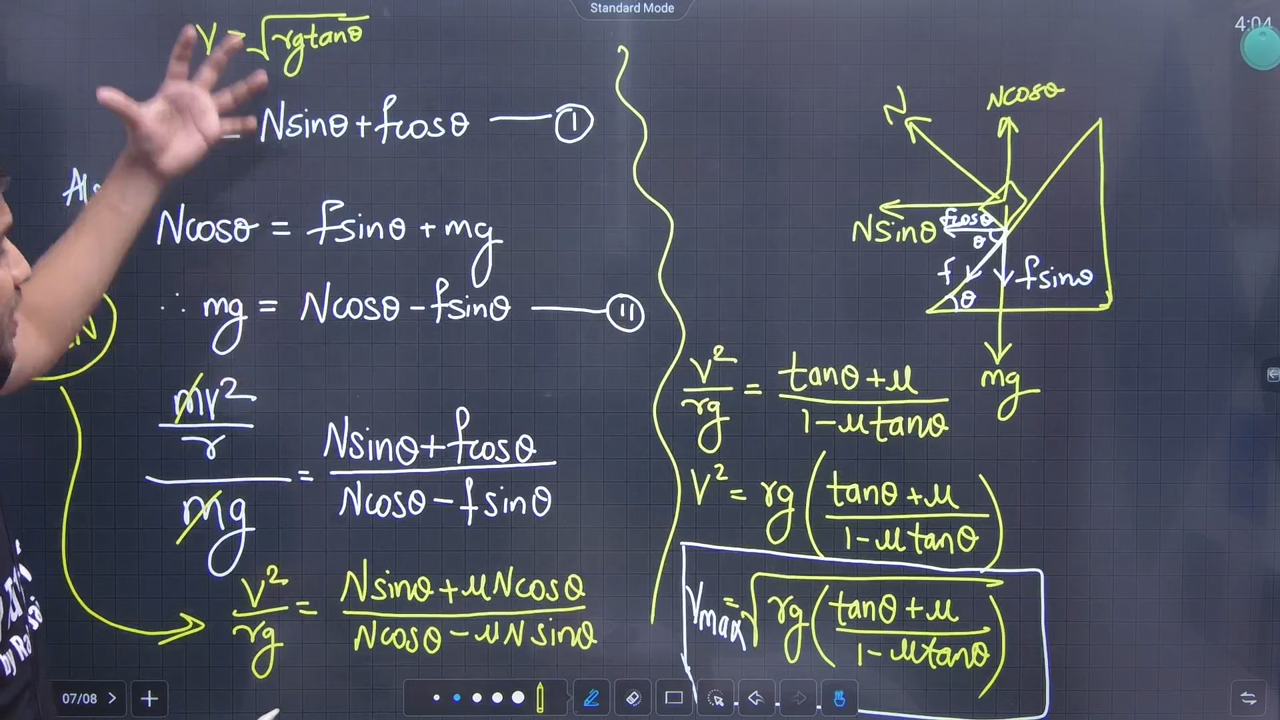 Standard Mode
4:04
V = √rgtanθ
= Nsinθ + fcosθ — I
Ncosθ = fsinθ + mg
∴ mg = Ncosθ - fsinθ — II
mv²/r / mg = Nsinθ + fcosθ / Ncosθ - fsinθ
V²/rg = Nsinθ + μNcosθ / Ncosθ - μNsinθ
N
Ncosθ
Nsinθ
fcosθ
θ
f
fsinθ
θ
mg
V²/rg = tanθ + μ / 1 - μtanθ
V² = rg (tanθ + μ / 1 - μtanθ)
Vmax = √rg (tanθ + μ / 1 - μtanθ)
07/08